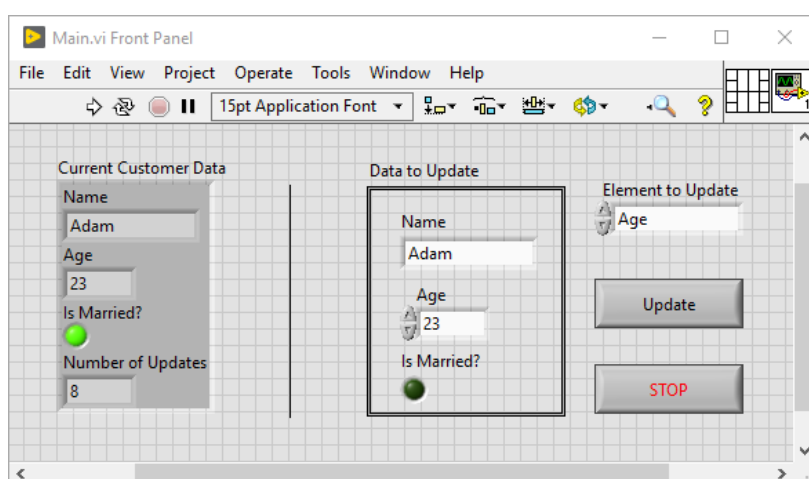 Main.vi Front Panel
File Edit View Project Operate Tools Window Help
15pt Application Font
?
1
Current Customer Data
Name
Adam
Age
23
Is Married?
Number of Updates
8
Data to Update
Name
Adam
Age
23
Is Married?
Element to Update
Age
Update
STOP